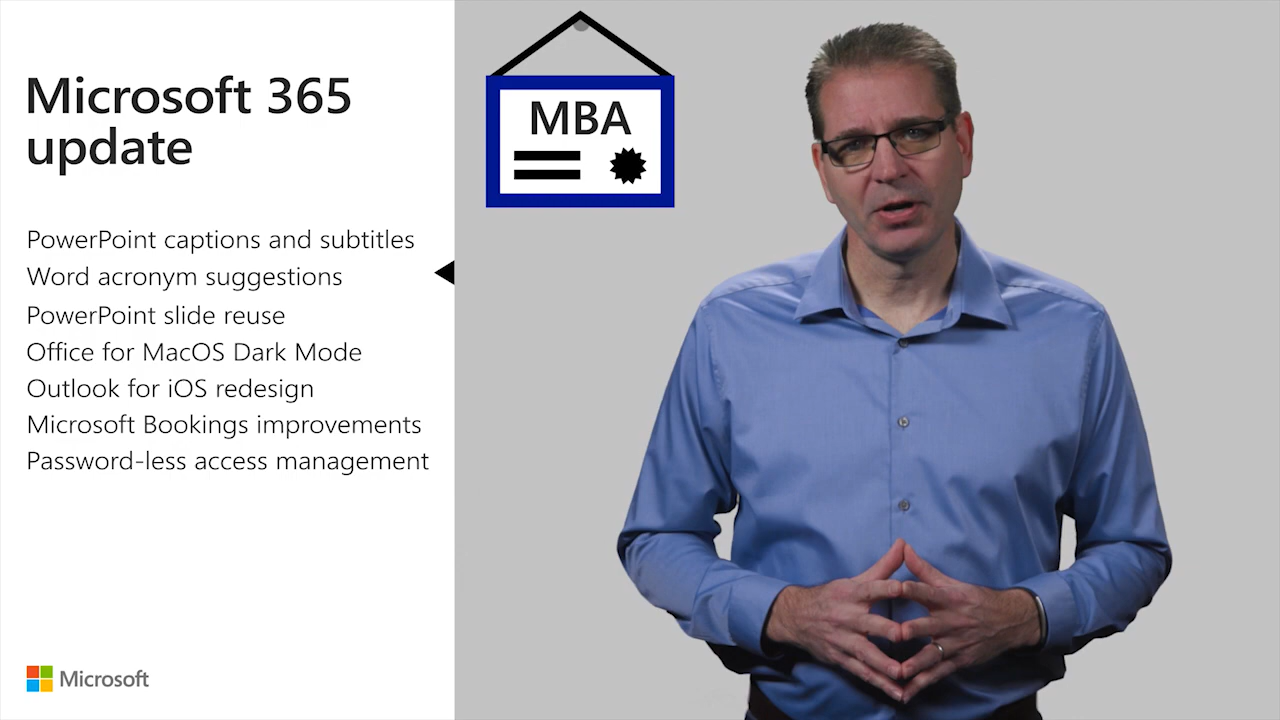 Microsoft 365
update
PowerPoint captions and subtitles
Word acronym suggestions
PowerPoint slide reuse
Office for MacOS Dark Mode
Outlook for iOS redesign
Microsoft Bookings improvements
Password-less access management
Microsoft
MBA